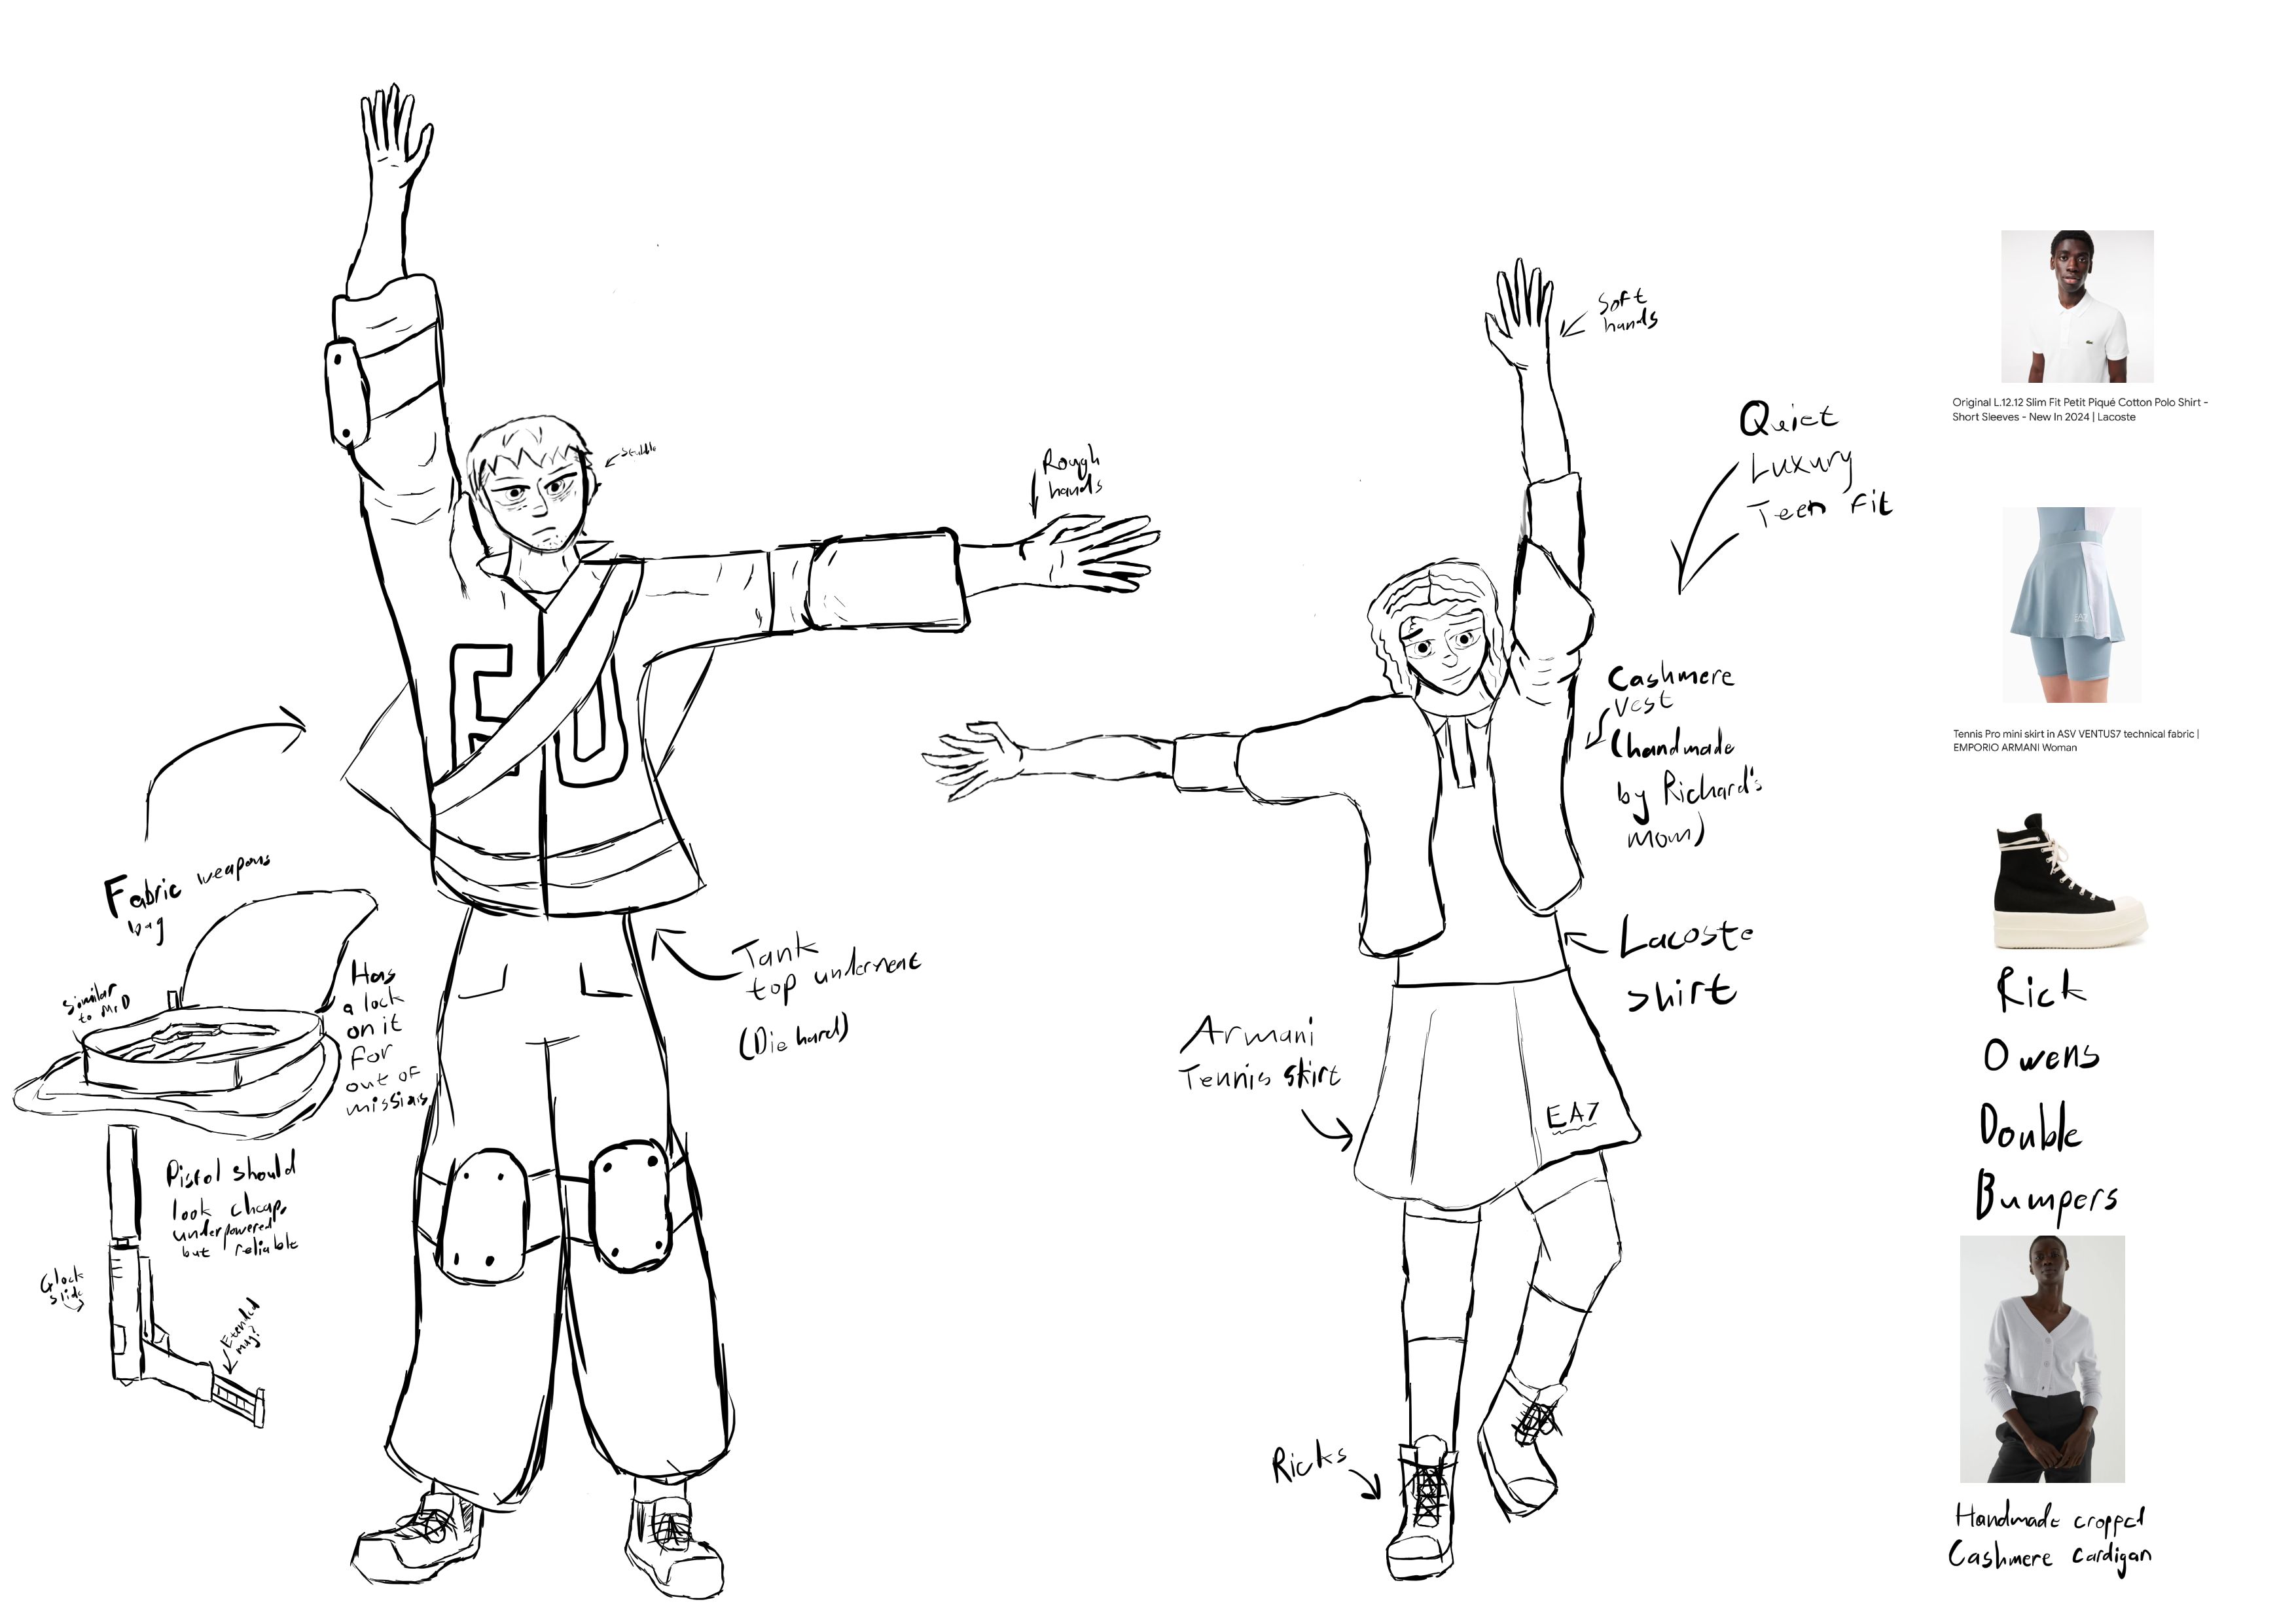 Stubble
Rough
hands
Soft
hands
Quiet
Luxury
Teen Fit
Original L.12.12 Slim Fit Petit Piqué Cotton Polo Shirt -
Short Sleeves - New In 2024 | Lacoste
EU
Cashmere
Vest
(handmade
by Richard's
mom)
Tennis Pro mini skirt in ASV VENTUS7 technical fabric |
EMPORIO ARMANI Woman
Fabric weapons
bag
Tank
top underneat
(Die hard)
Lacoste
shirt
Similar
to Mr D
Has
a lock
on it
for
out of
missions
Armani
Tennis skirt
EA7
Rick
Owens
Double
Bumpers
Pistol should
look cheap,
underpowered
but reliable
Glock
slide
Etended
mag?
Ricks
Handmade cropped
Cashmere Cardigan